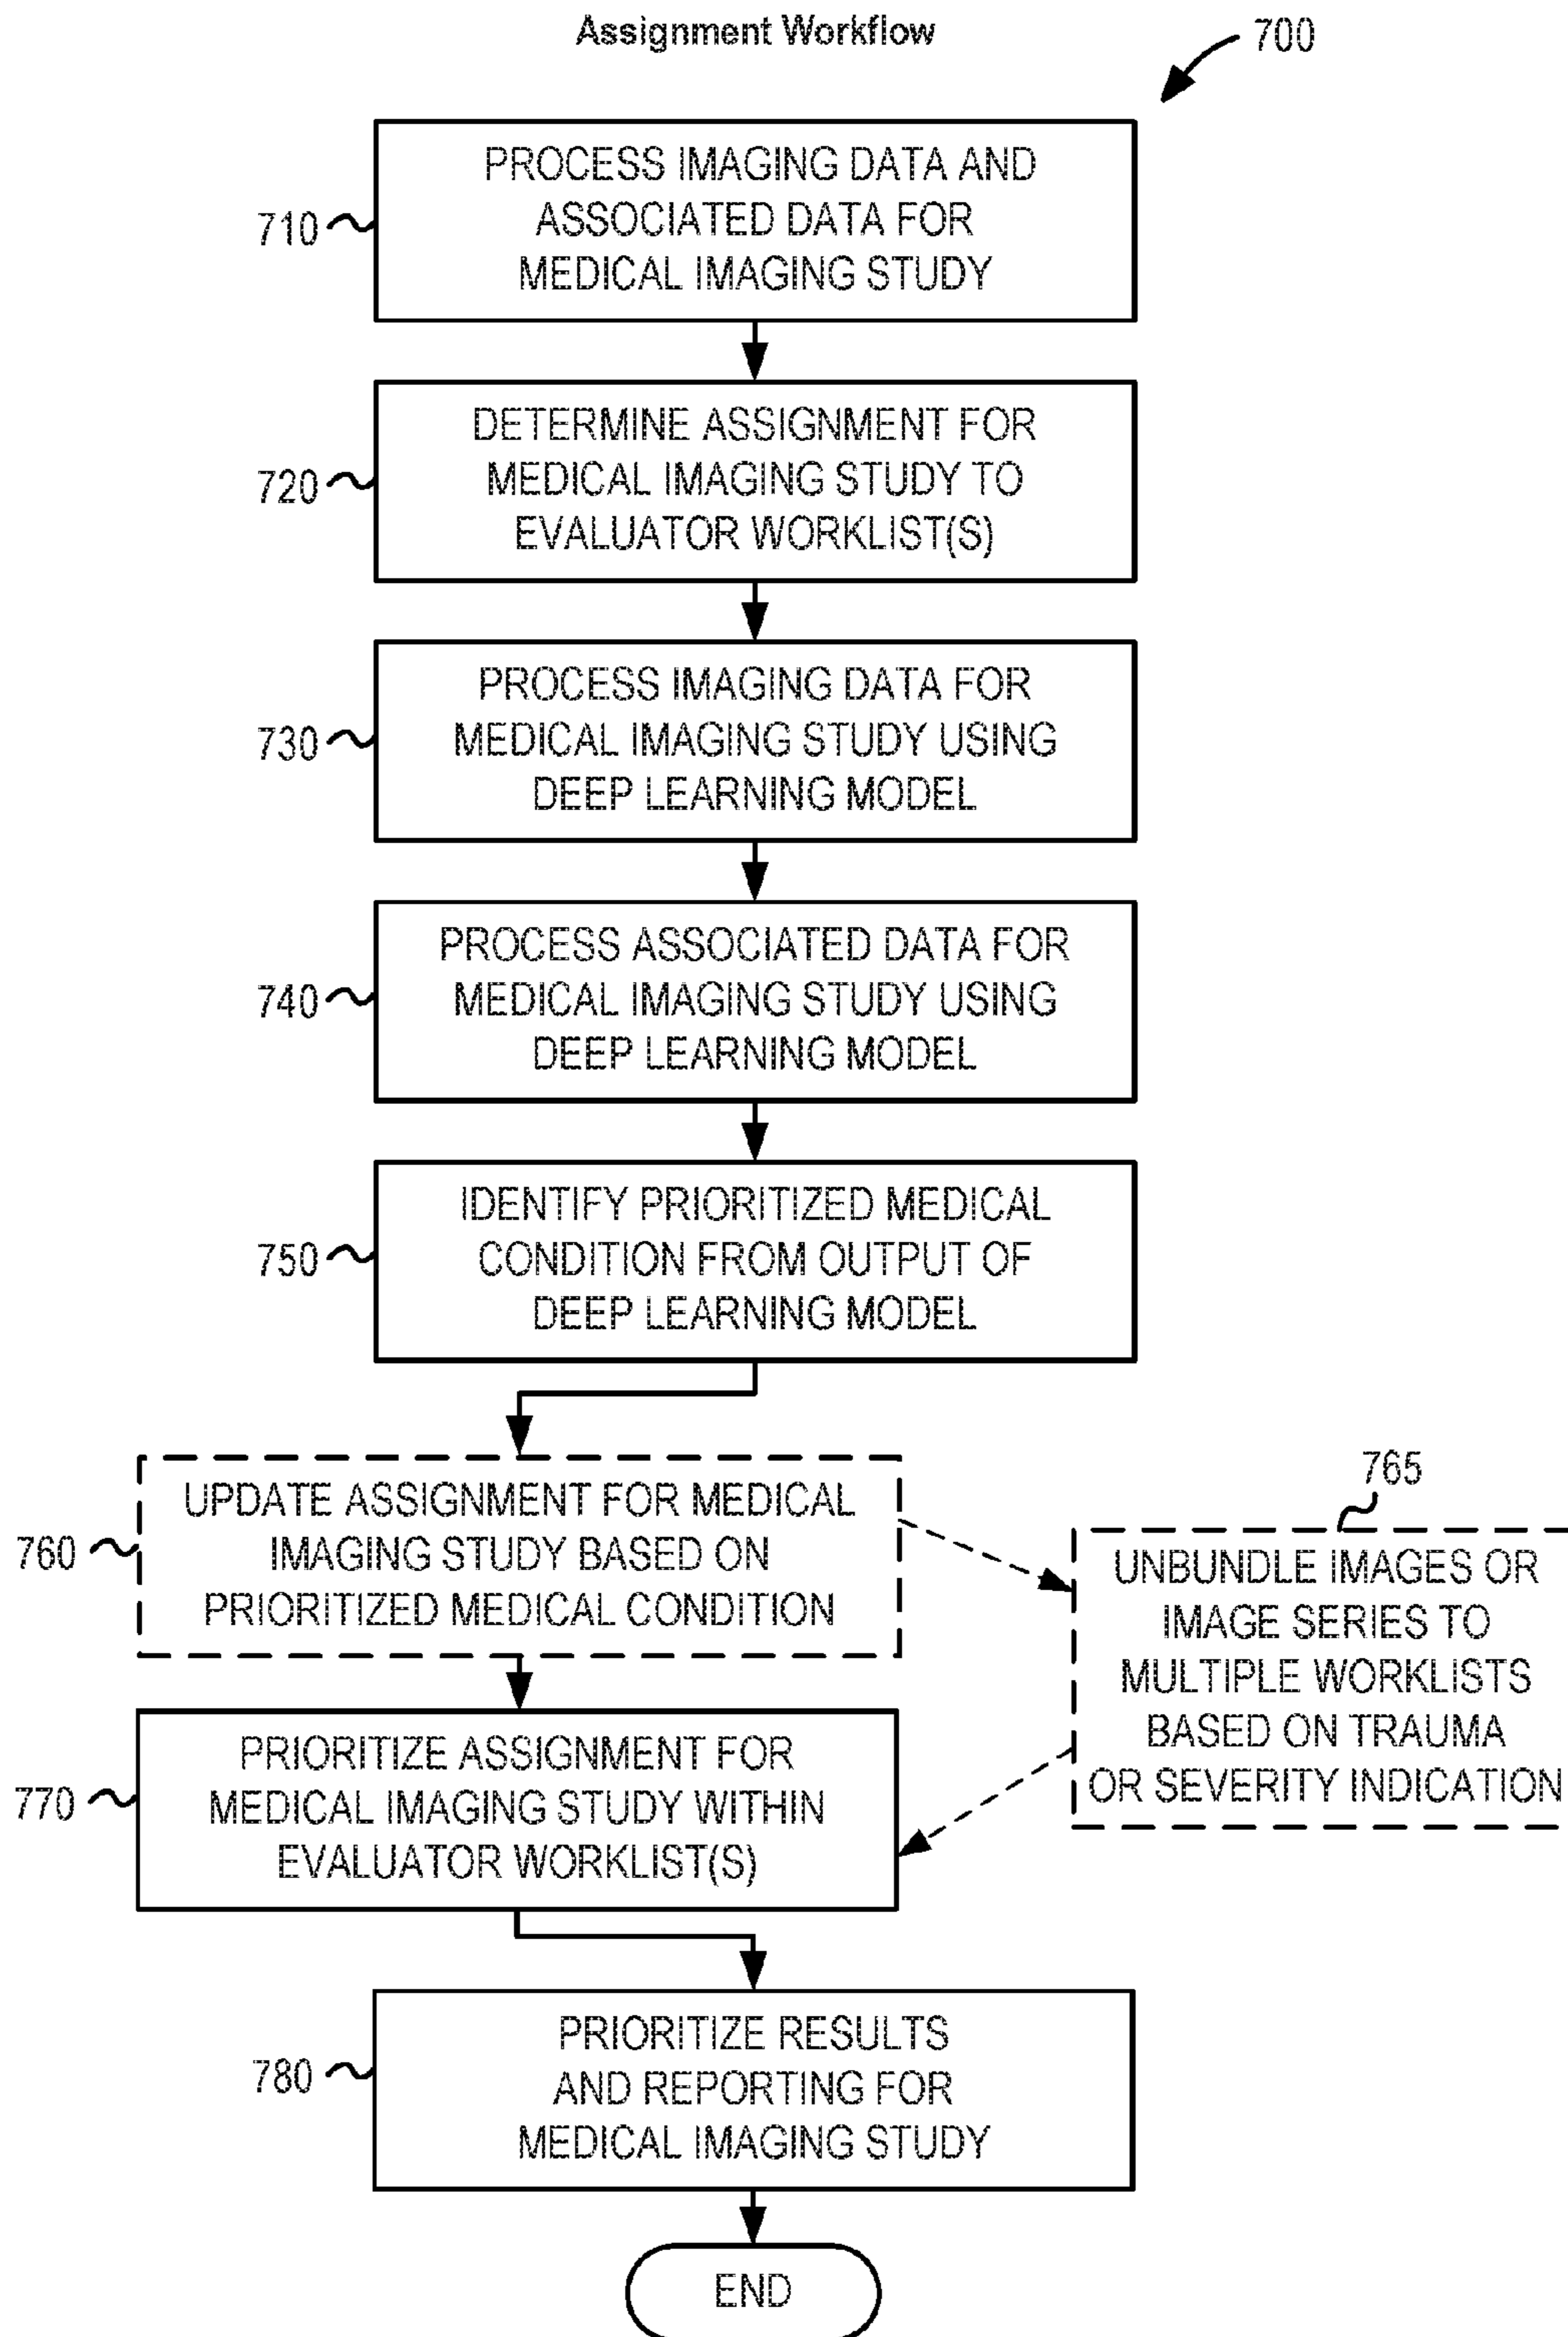 Assignment Workflow
700
710
PROCESS IMAGING DATA AND
ASSOCIATED DATA FOR
MEDICAL IMAGING STUDY
720
DETERMINE ASSIGNMENT FOR
MEDICAL IMAGING STUDY TO
EVALUATOR WORKLIST(S)
730
PROCESS IMAGING DATA FOR
MEDICAL IMAGING STUDY USING
DEEP LEARNING MODEL
740
PROCESS ASSOCIATED DATA FOR
MEDICAL IMAGING STUDY USING
DEEP LEARNING MODEL
750
IDENTIFY PRIORITIZED MEDICAL
CONDITION FROM OUTPUT OF
DEEP LEARNING MODEL
760
UPDATE ASSIGNMENT FOR MEDICAL
IMAGING STUDY BASED ON
PRIORITIZED MEDICAL CONDITION
765
UNBUNDLE IMAGES OR
IMAGE SERIES TO
MULTIPLE WORKLISTS
BASED ON TRAUMA
OR SEVERITY INDICATION
770
PRIORITIZE ASSIGNMENT FOR
MEDICAL IMAGING STUDY WITHIN
EVALUATOR WORKLIST(S)
780
PRIORITIZE RESULTS
AND REPORTING FOR
MEDICAL IMAGING STUDY
END